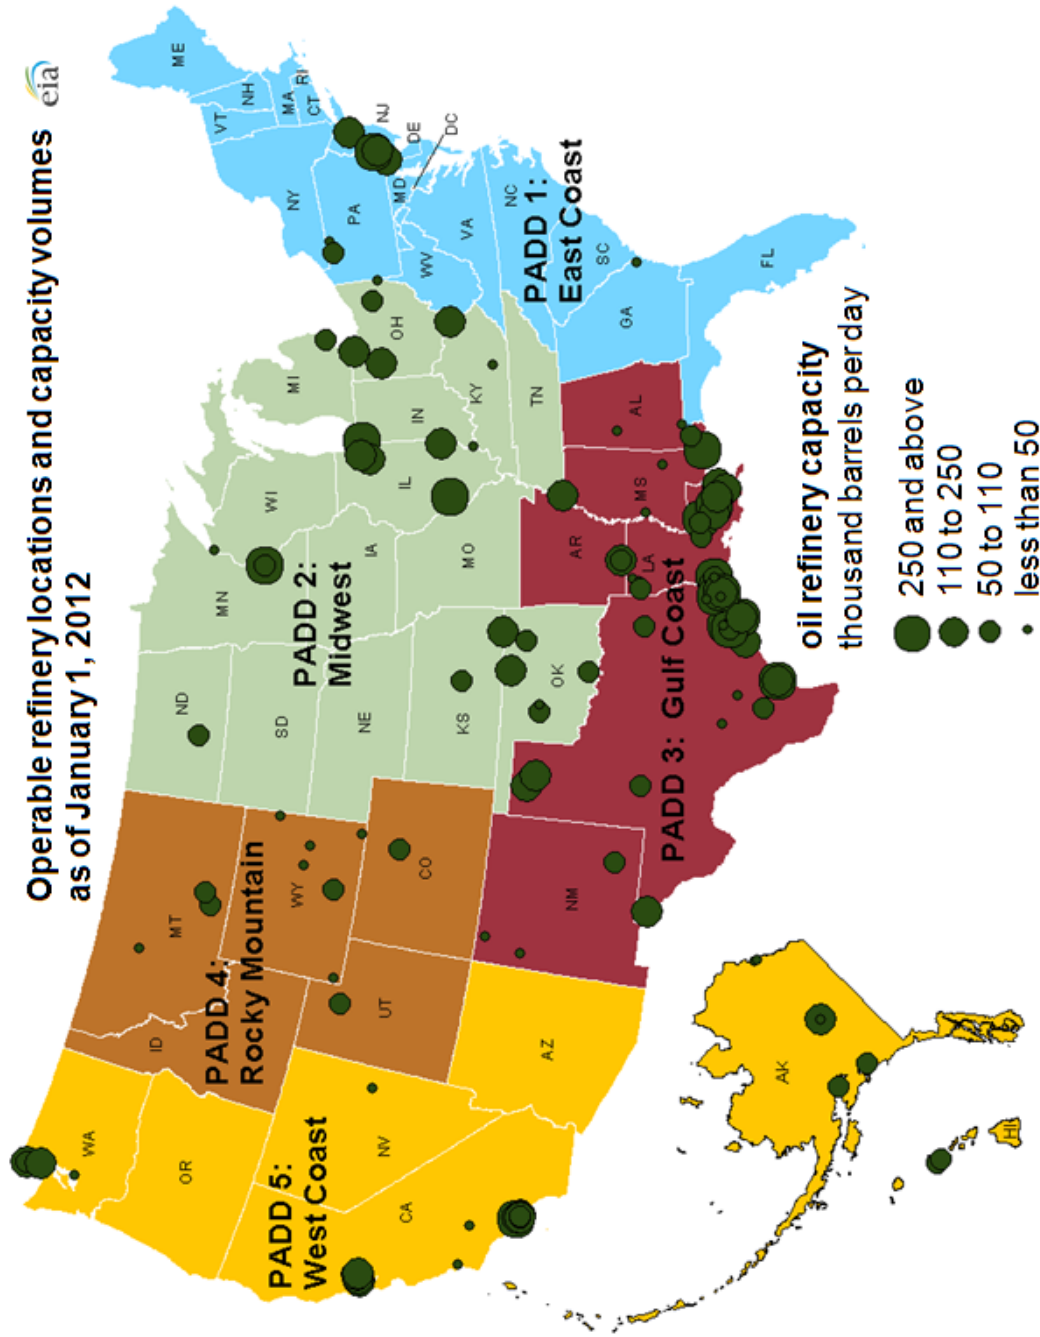 Operable refinery locations and capacity volumes
as of January 1, 2012
eia
WA
OR
CA
NV
AZ
ID
MT
WY
UT
CO
NM
ND
SD
NE
KS
OK
MN
IA
MO
WI
IL
IN
MI
OH
KY
TN
AR
LA
MS
AL
GA
FL
SC
NC
VA
WV
MD
DC
DE
NJ
PA
NY
CT
RI
MA
VT
NH
ME
AK
HI
PADD 5:
West Coast
PADD 4:
Rocky Mountain
PADD 2:
Midwest
PADD 3: Gulf Coast
PADD 1:
East Coast
oil refinery capacity
thousand barrels per day
250 and above
110 to 250
50 to 110
less than 50